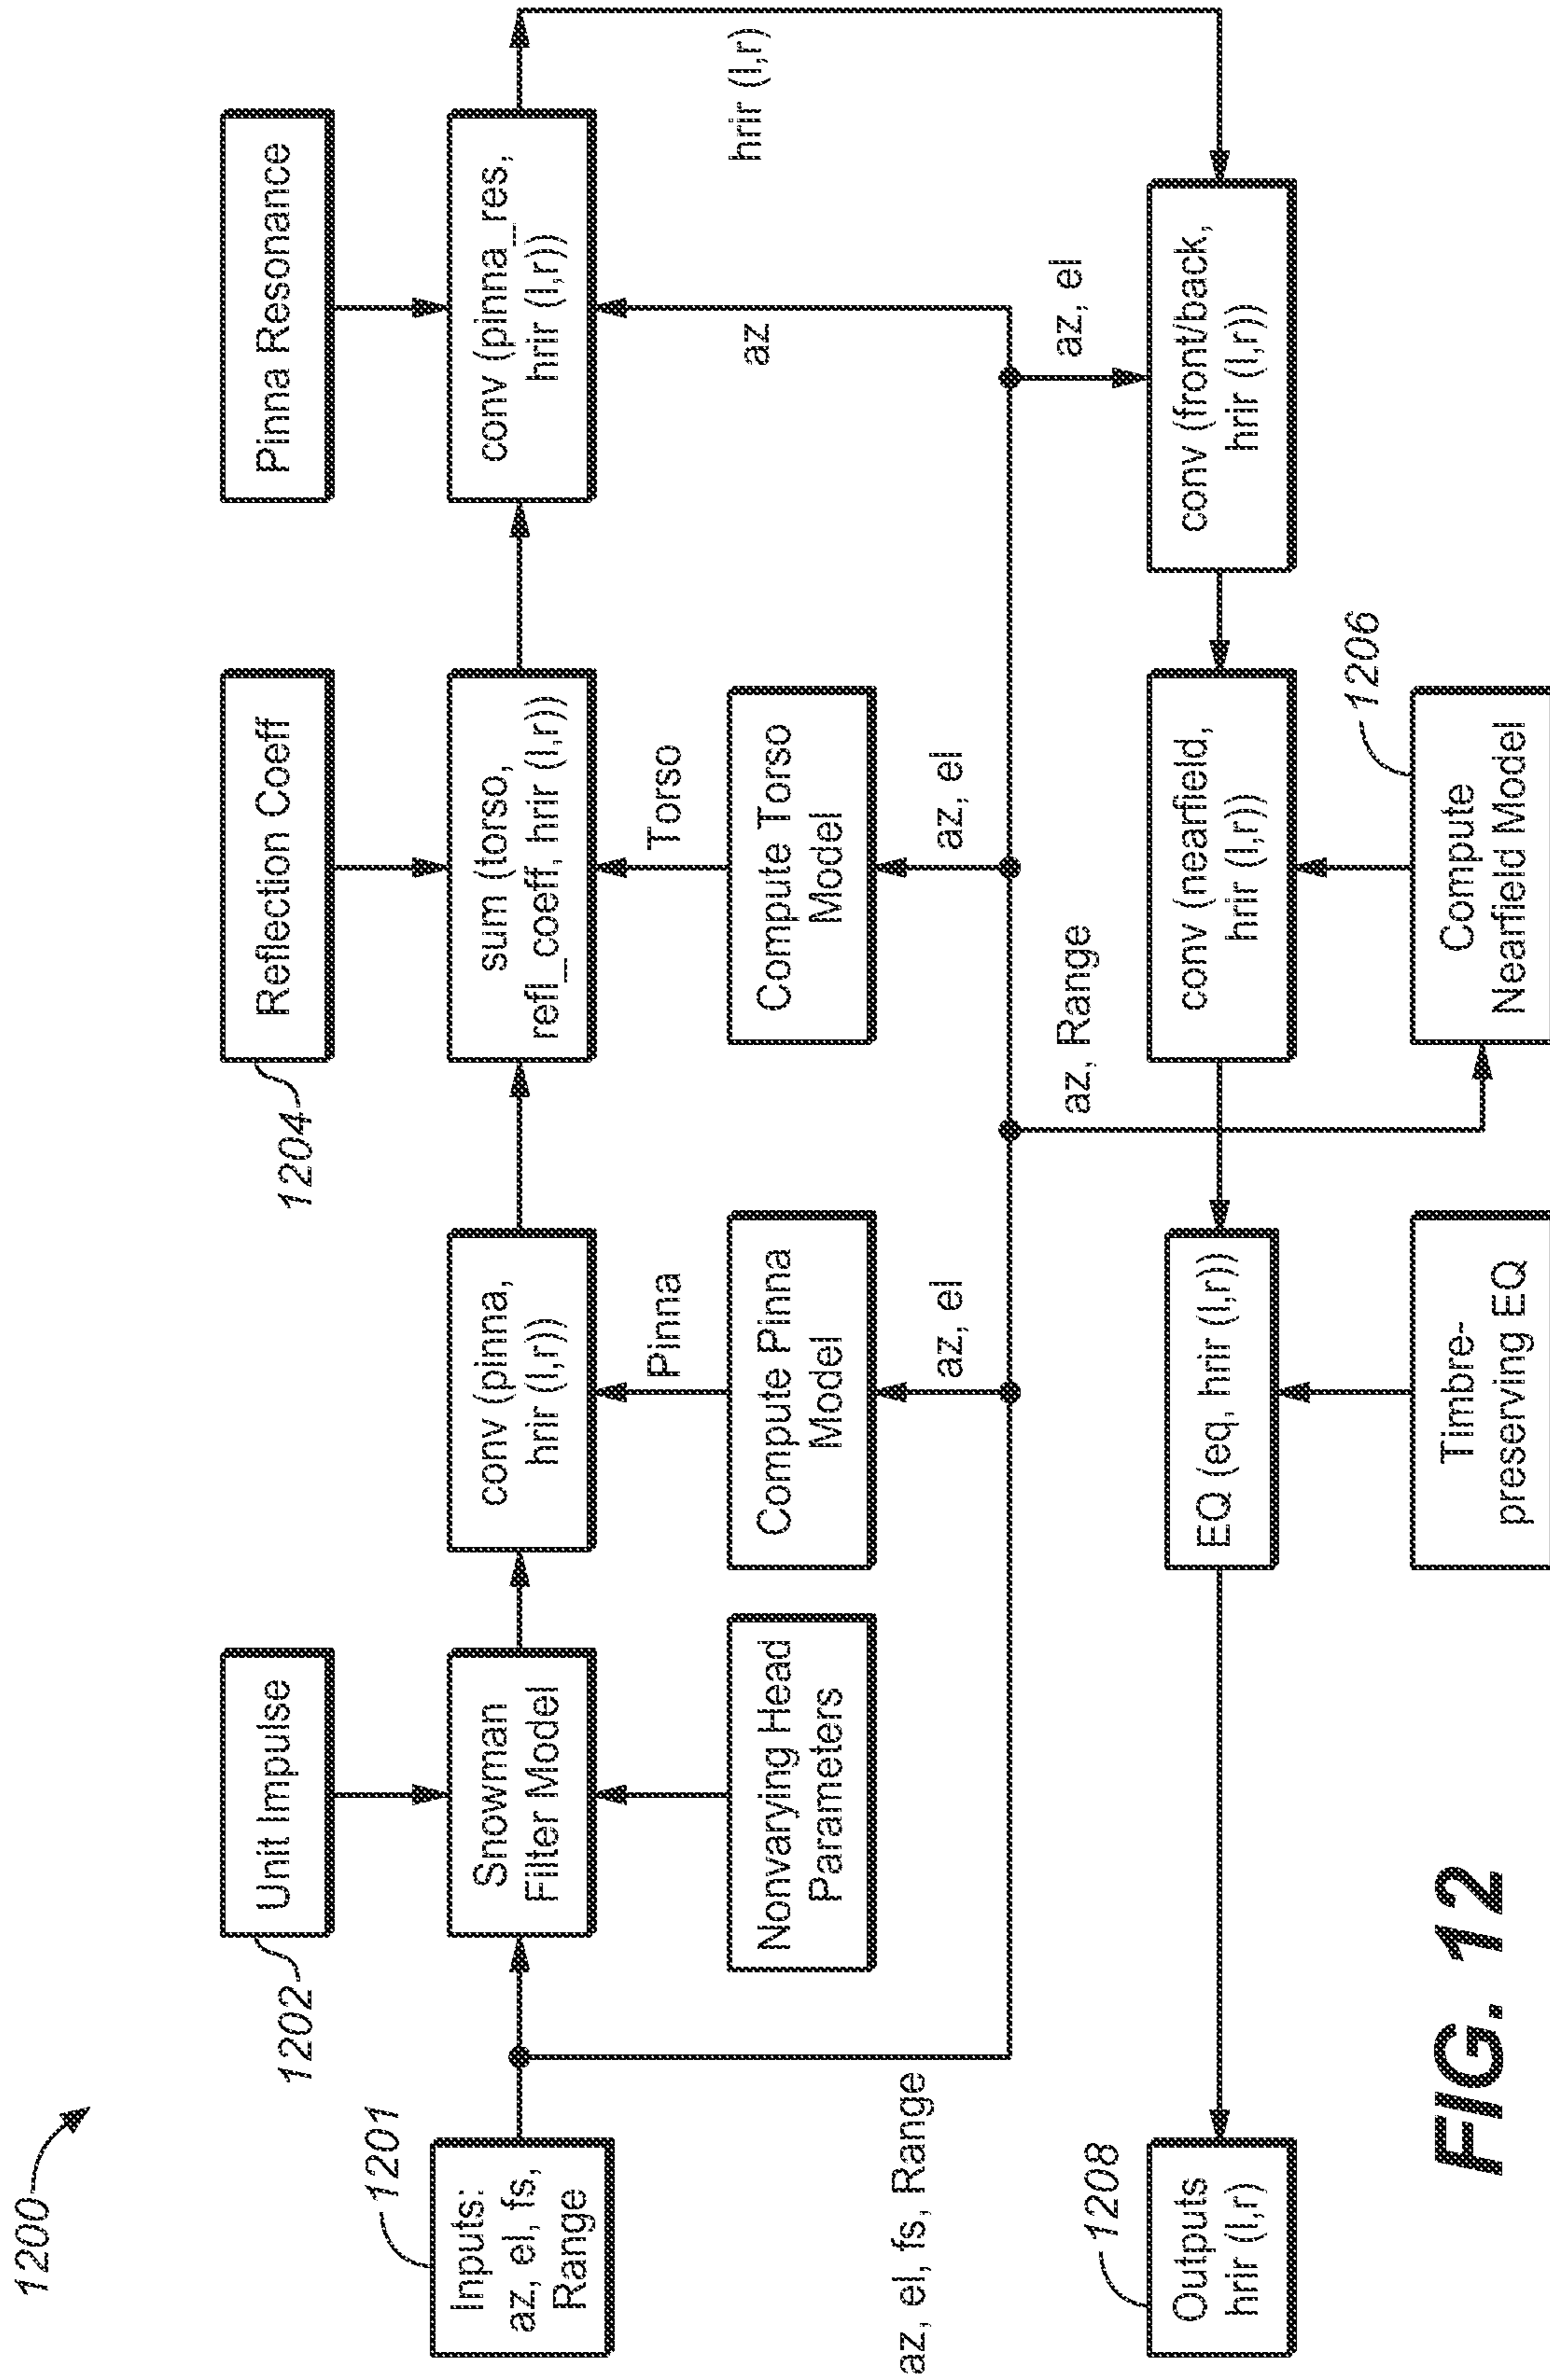 1200
1202
Unit Impulse
1204
Reflection Coeff
Pinna Resonance
1201
Inputs:
az, el, fs,
Range
Snowman
Filter Model
conv (pinna,
hrir (l,r))
sum (torso,
refl_coeff, hrir (l,r))
conv (pinna_res,
hrir (l,r))
Pinna
Torso
az
hrir (l,r)
Nonvarying Head
Parameters
Compute Pinna
Model
Compute Torso
Model
az, el, fs, Range
az, el
az, el
az, Range
az, el
1208
Outputs
hrir (l,r)
EQ (eq, hrir (l,r))
conv (nearfield,
hrir (l,r))
conv (front/back,
hrir (l,r))
1206
Timbre-
preserving EQ
Compute
Nearfield Model
FIG. 12